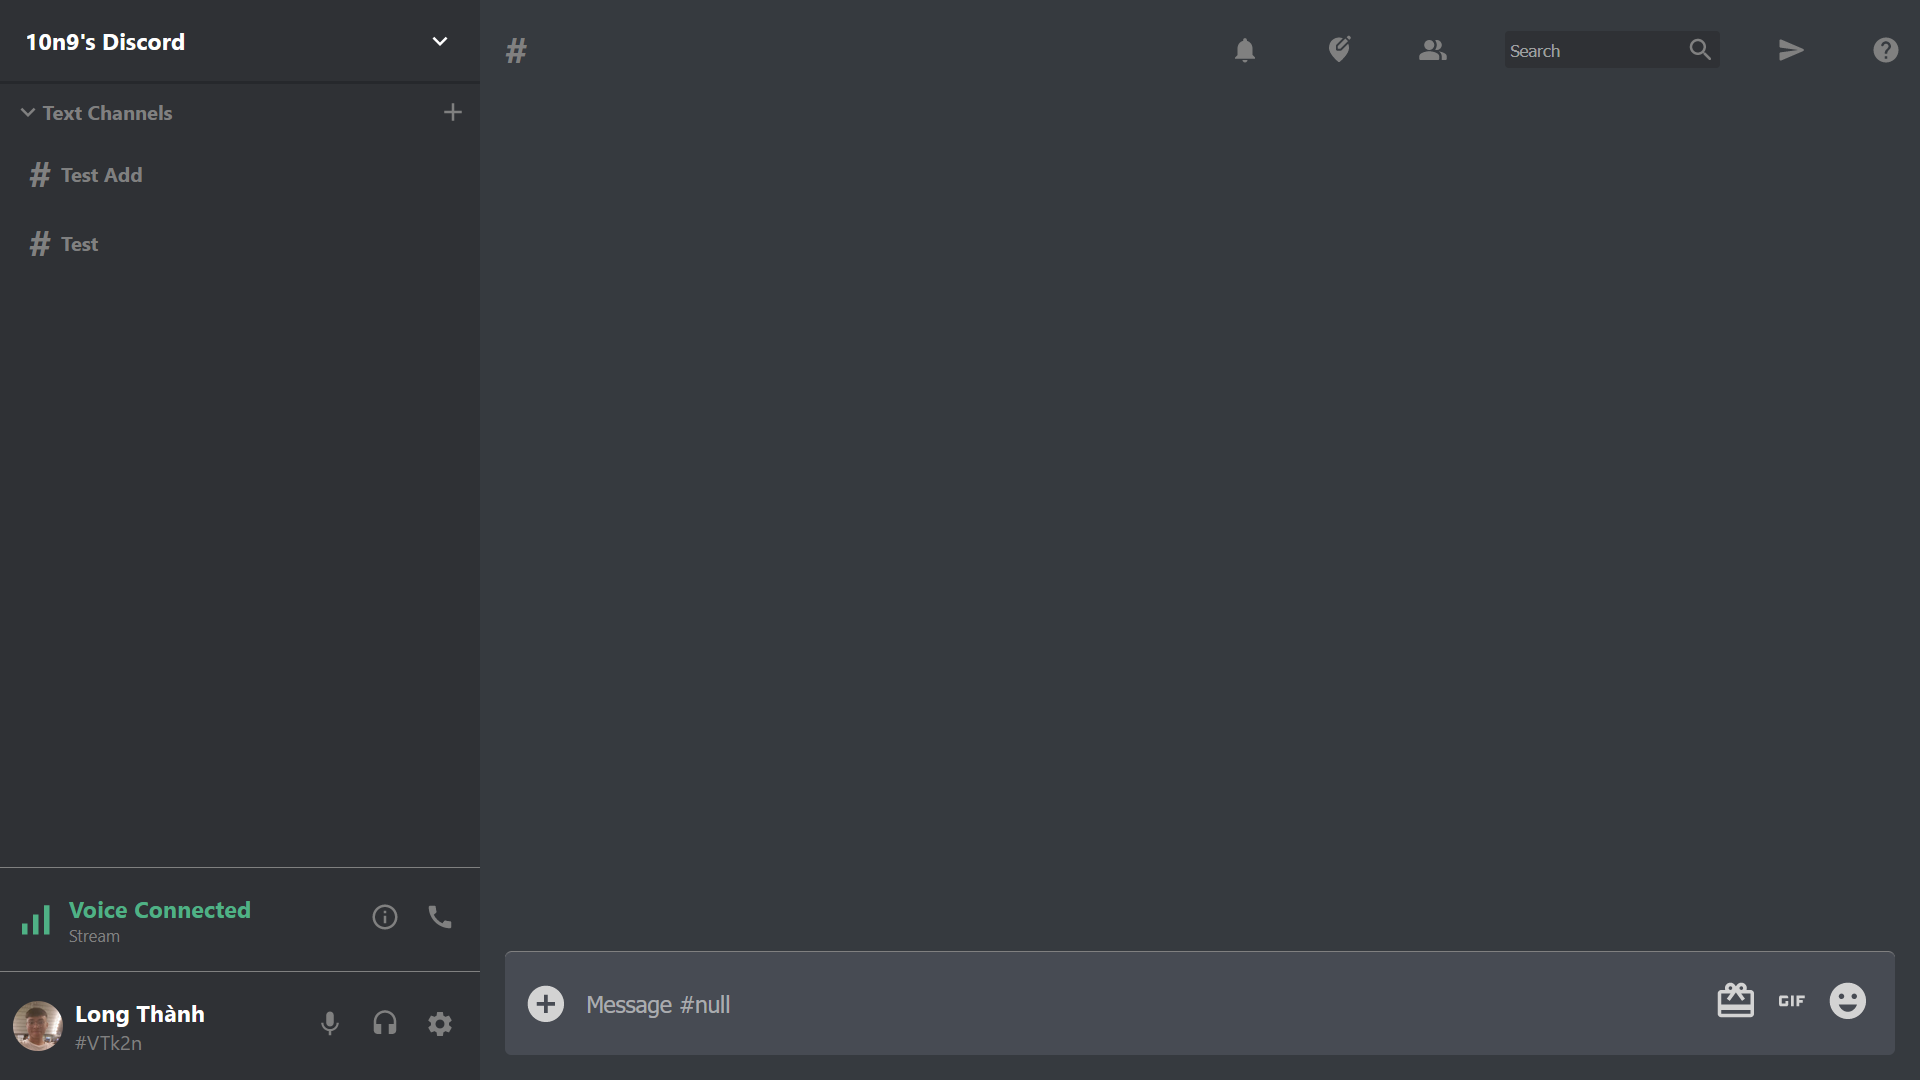 10n9's Discord
Text Channels
# Test Add
# Test
Voice Connected
Stream
Long Thành
#VTk2n
#
Search
Message #null
GIF